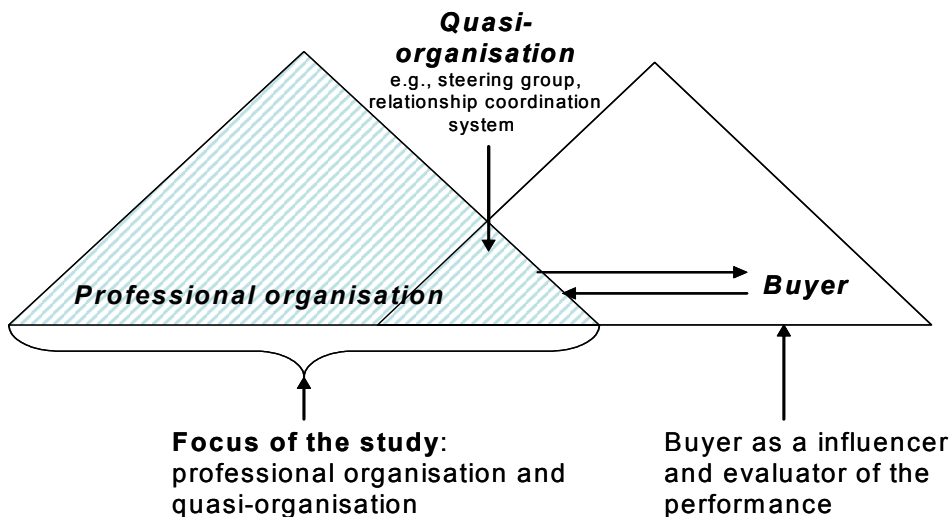 Quasi-
organisation
e.g., steering group,
relationship coordination
system
Professional organisation
Buyer
Focus of the study:
professional organisation and
quasi-organisation
Buyer as a influencer
and evaluator of the
performance